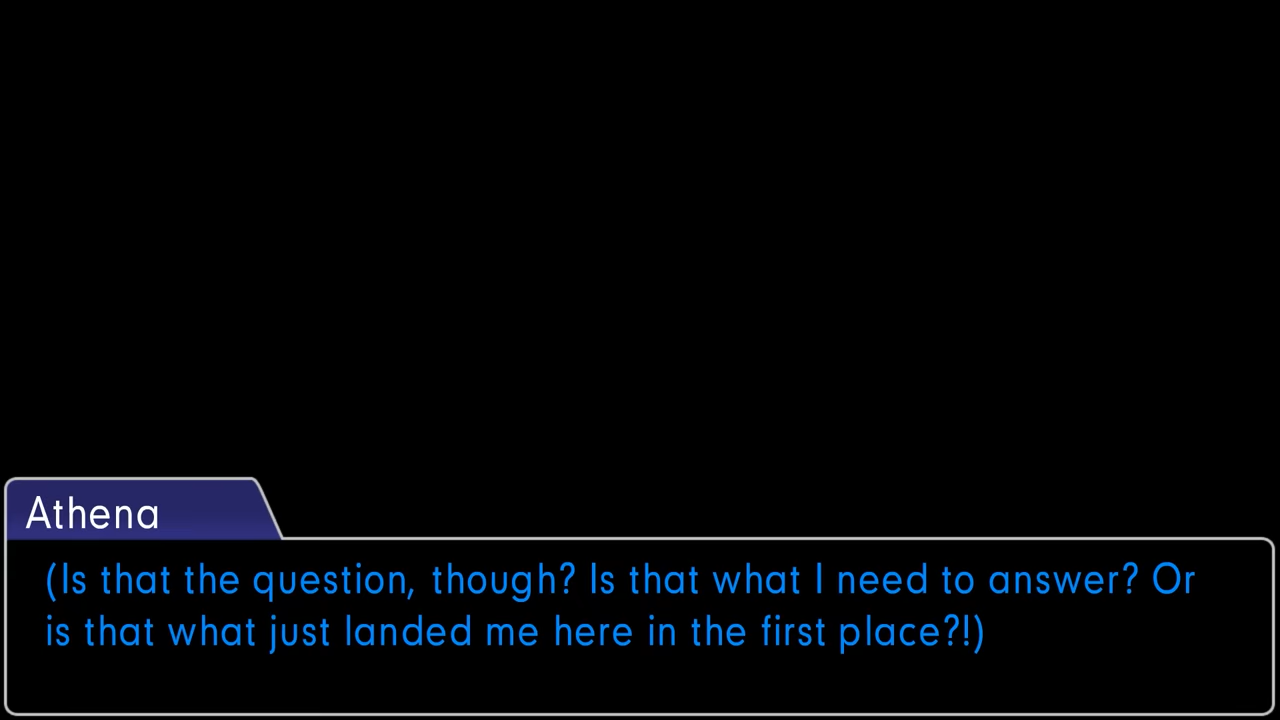 Athena
(Is that the question, though? Is that what I need to answer? Or
is that what just landed me here in the first place?!)